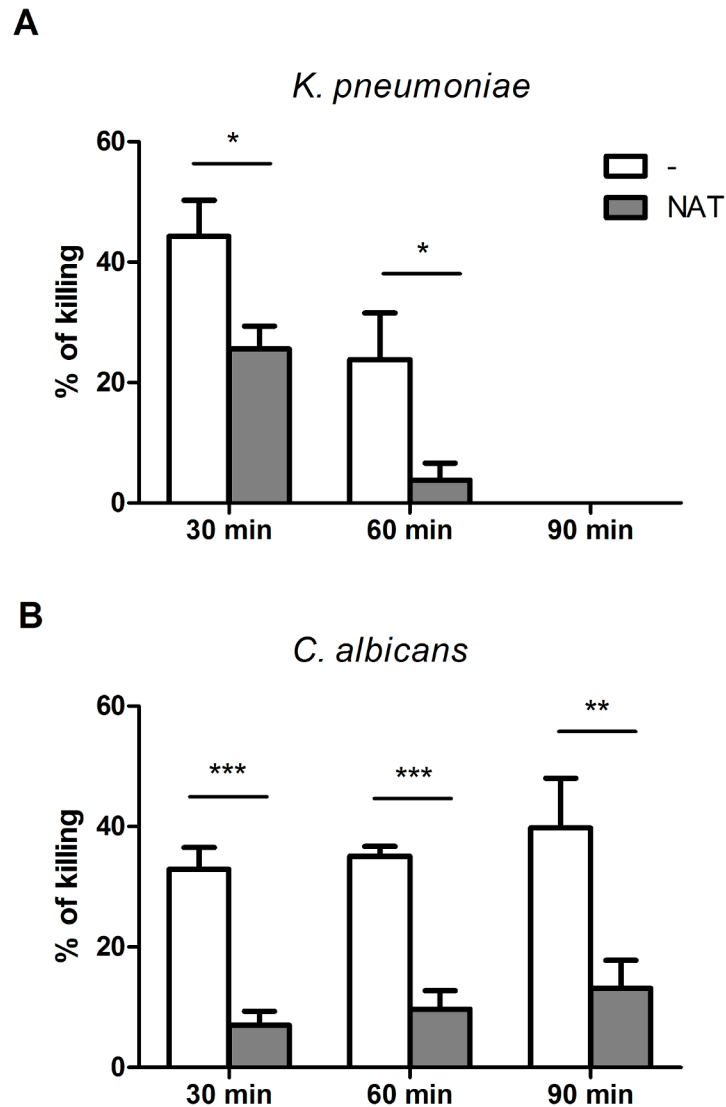 A
K. pneumoniae
60
40
20
0
% of killing
*
*
-
NAT
30 min
60 min
90 min
B
C. albicans
60
40
20
0
% of killing
***
***
**
30 min
60 min
90 min